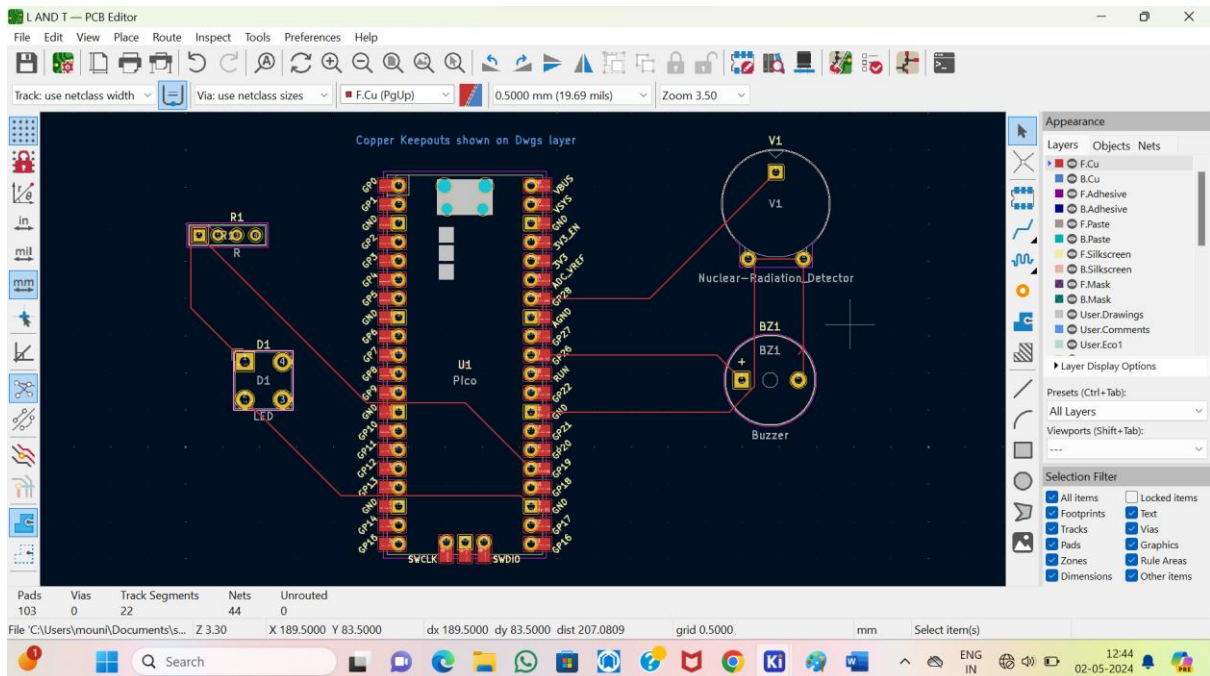 L AND T — PCB Editor
File Edit View Place Route Inspect Tools Preferences Help
Track: use netclass width Via: use netclass sizes F.Cu (PgUp) 0.5000 mm (19.69 mils) Zoom 3.50
in
mil
mm
Copper Keepouts shown on Dwgs layer
R1
R
D1
D1
LED
GP0
GP1
GND
GP2
GP3
GP4
GP5
GND
GP6
GP7
GP8
GP9
GND
GP10
GP11
GP12
GP13
GND
GP14
GP15
U1
Pico
SWCLK SWDIO
VBUS
VSYS
GND
3V3_EN
3V3
ADC_VREF
GP28
AGND
GP27
GP26
RUN
GP22
GND
GP21
GP20
GP19
GP18
GND
GP17
GP16
V1
V1
Nuclear-Radiation_Detector
BZ1
BZ1
+
Buzzer
Appearance
Layers Objects Nets
F.Cu
B.Cu
F.Adhesive
B.Adhesive
F.Paste
B.Paste
F.Silkscreen
B.Silkscreen
F.Mask
B.Mask
User.Drawings
User.Comments
User.Eco1
Layer Display Options
Presets (Ctrl+Tab):
All Layers
Viewports (Shift+Tab):
---
Selection Filter
All items Locked items
Footprints Text
Tracks Vias
Pads Graphics
Zones Rule Areas
Dimensions Other items
Pads Vias Track Segments Nets Unrouted
103 0 22 44 0
File 'C:\Users\mouni\Documents\s... Z 3.30 X 189.5000 Y 83.5000 dx 189.5000 dy 83.5000 dist 207.0809 grid 0.5000 mm Select item(s)
Search
ENG
IN
12:44
02-05-2024